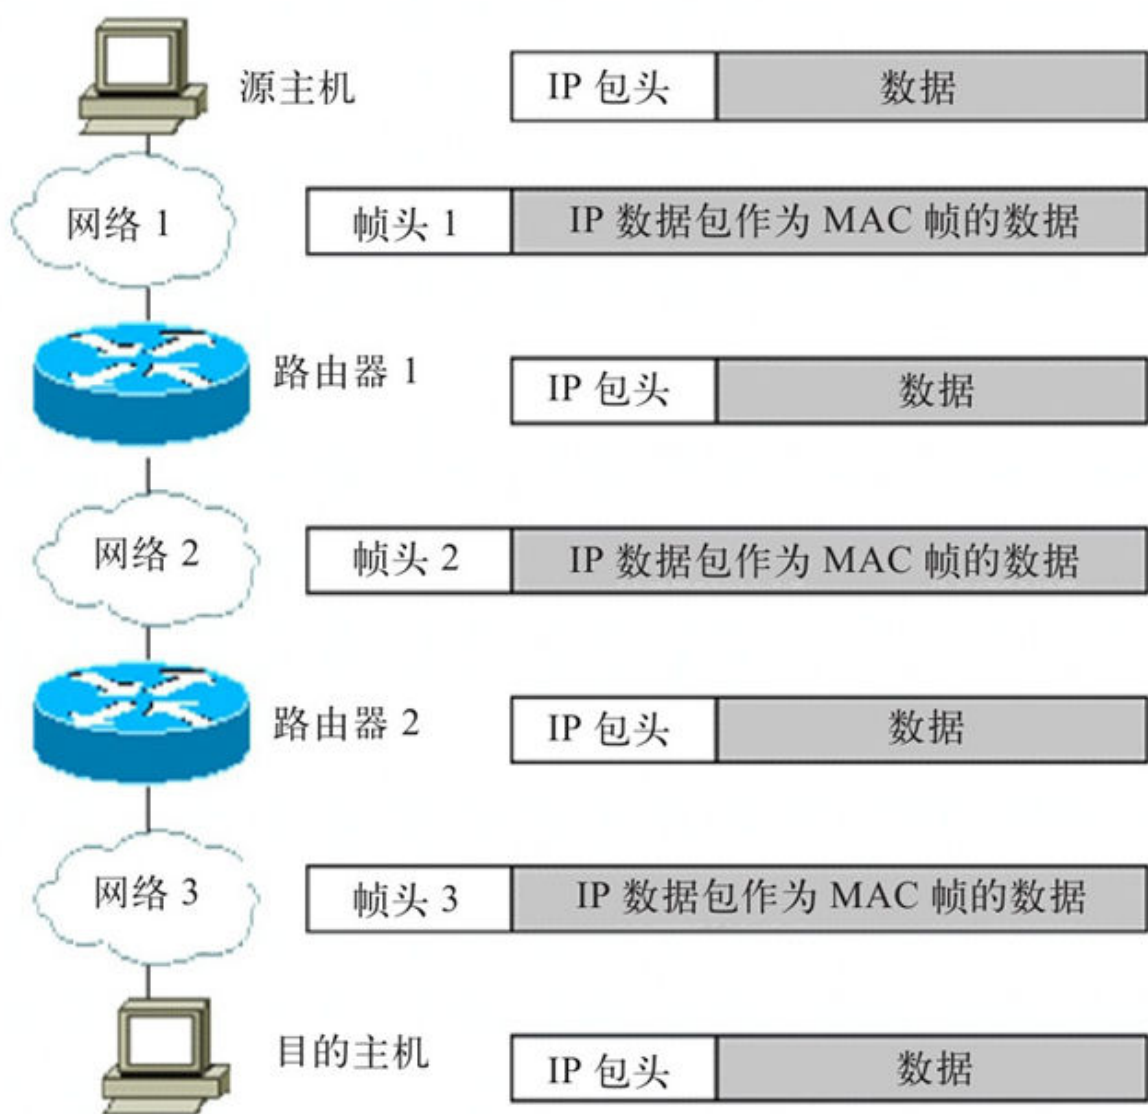 源主机
IP 包头 数据
网络 1
帧头 1 IP 数据包作为 MAC 帧的数据
路由器 1
IP 包头 数据
网络 2
帧头 2 IP 数据包作为 MAC 帧的数据
路由器 2
IP 包头 数据
网络 3
帧头 3 IP 数据包作为 MAC 帧的数据
目的主机
IP 包头 数据